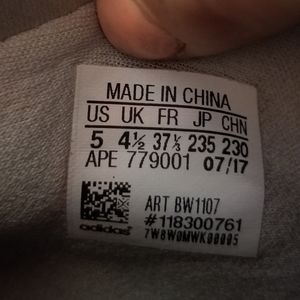 MADE IN CHINA
US UK FR JP CHN
5 4½ 37⅓ 235 230
APE 779001 07/17
ART BW1107
#118300761
adidas 7W8W0MWK00005